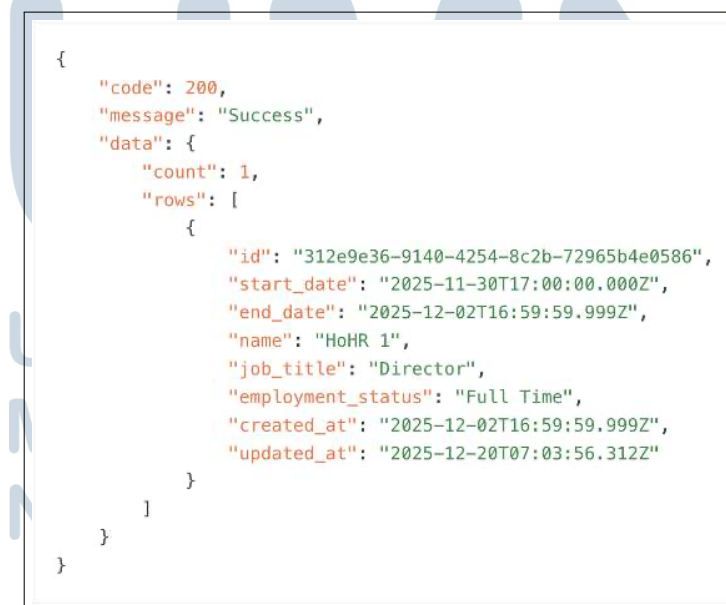 {
    "code": 200,
    "message": "Success",
    "data": {
        "count": 1,
        "rows": [
            {
                "id": "312e9e36-9140-4254-8c2b-72965b4e0586",
                "start_date": "2025-11-30T17:00:00.000Z",
                "end_date": "2025-12-02T16:59:59.999Z",
                "name": "HoHR 1",
                "job_title": "Director",
                "employment_status": "Full Time",
                "created_at": "2025-12-02T16:59:59.999Z",
                "updated_at": "2025-12-20T07:03:56.312Z"
            }
        ]
    }
}